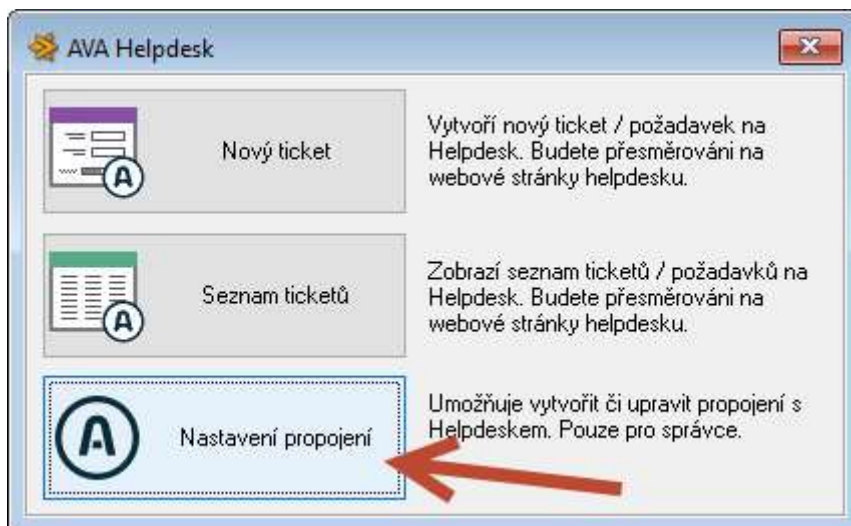 AVA Helpdesk
Nový ticket
Vytvoří nový ticket / požadavek na
Helpdesk. Budete přesměrováni na
webové stránky helpdesku.
Seznam ticketů
Zobrazí seznam ticketů / požadavků na
Helpdesk. Budete přesměrováni na
webové stránky helpdesku.
Nastavení propojení
Umožňuje vytvořit či upravit propojení s
Helpdeskem. Pouze pro správce.